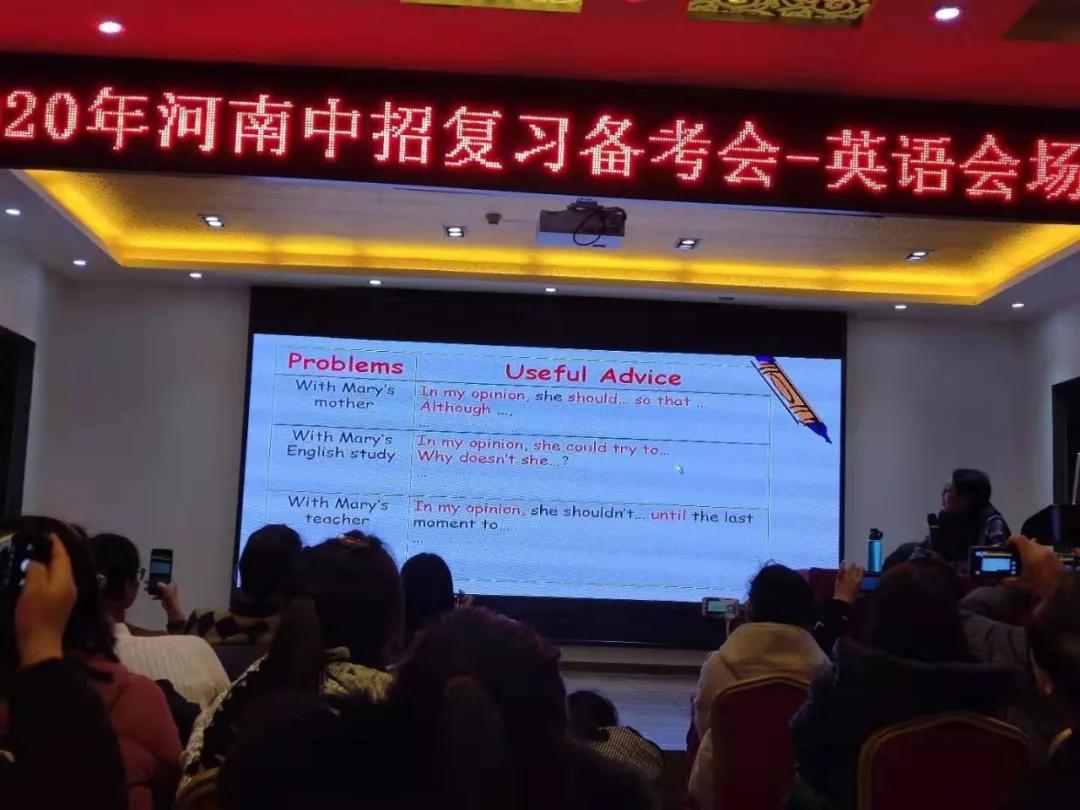 20年河南中招复习备考会-英语会场
Problems
Useful Advice
With Mary's
mother
In my opinion, she should... so that ...
Although ....
...
With Mary's
English study
In my opinion, she could try to...
Why doesn't she...?
...
With Mary's
teacher
In my opinion, she shouldn't... until the last
moment to...
...